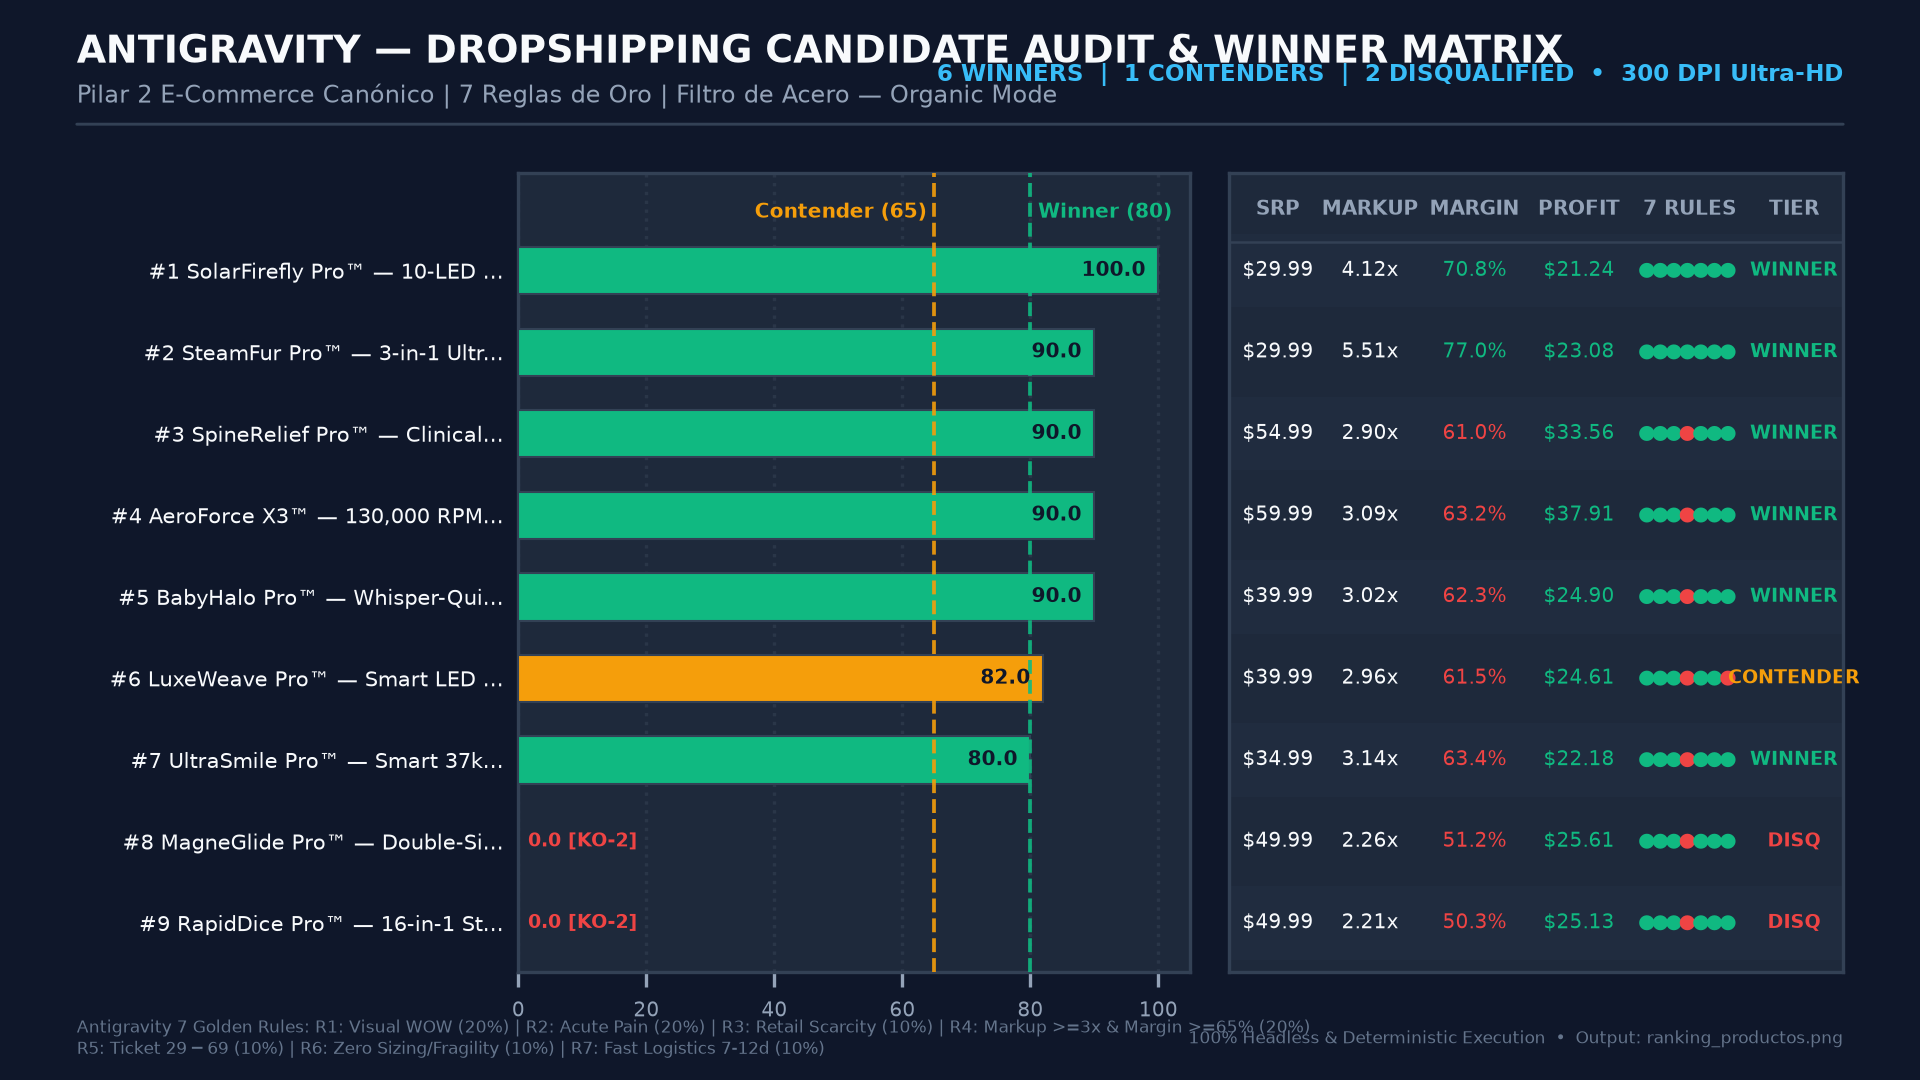 ANTIGRAVITY — DROPSHIPPING CANDIDATE AUDIT & WINNER MATRIX
6 WINNERS | 1 CONTENDERS | 2 DISQUALIFIED • 300 DPI Ultra-HD
Pilar 2 E-Commerce Canónico | 7 Reglas de Oro | Filtro de Acero — Organic Mode
Contender (65) Winner (80)
SRP MARKUP MARGIN PROFIT 7 RULES TIER
#1 SolarFirefly Pro™ — 10-LED ... 100.0 $29.99 4.12x 70.8% $21.24 WINNER
#2 SteamFur Pro™ — 3-in-1 Ultr... 90.0 $29.99 5.51x 77.0% $23.08 WINNER
#3 SpineRelief Pro™ — Clinical... 90.0 $54.99 2.90x 61.0% $33.56 WINNER
#4 AeroForce X3™ — 130,000 RPM... 90.0 $59.99 3.09x 63.2% $37.91 WINNER
#5 BabyHalo Pro™ — Whisper-Qui... 90.0 $39.99 3.02x 62.3% $24.90 WINNER
#6 LuxeWeave Pro™ — Smart LED ... 82.0 $39.99 2.96x 61.5% $24.61 CONTENDER
#7 UltraSmile Pro™ — Smart 37k... 80.0 $34.99 3.14x 63.4% $22.18 WINNER
#8 MagneGlide Pro™ — Double-Si... 0.0 [KO-2] $49.99 2.26x 51.2% $25.61 DISQ
#9 RapidDice Pro™ — 16-in-1 St... 0.0 [KO-2] $49.99 2.21x 50.3% $25.13 DISQ
0 20 40 60 80 100
Antigravity 7 Golden Rules: R1: Visual WOW (20%) | R2: Acute Pain (20%) | R3: Retail Scarcity (10%) | R4: Markup >=3x & Margin >=65% (20%)
R5: Ticket 29−69 (10%) | R6: Zero Sizing/Fragility (10%) | R7: Fast Logistics 7-12d (10%)
100% Headless & Deterministic Execution • Output: ranking_productos.png